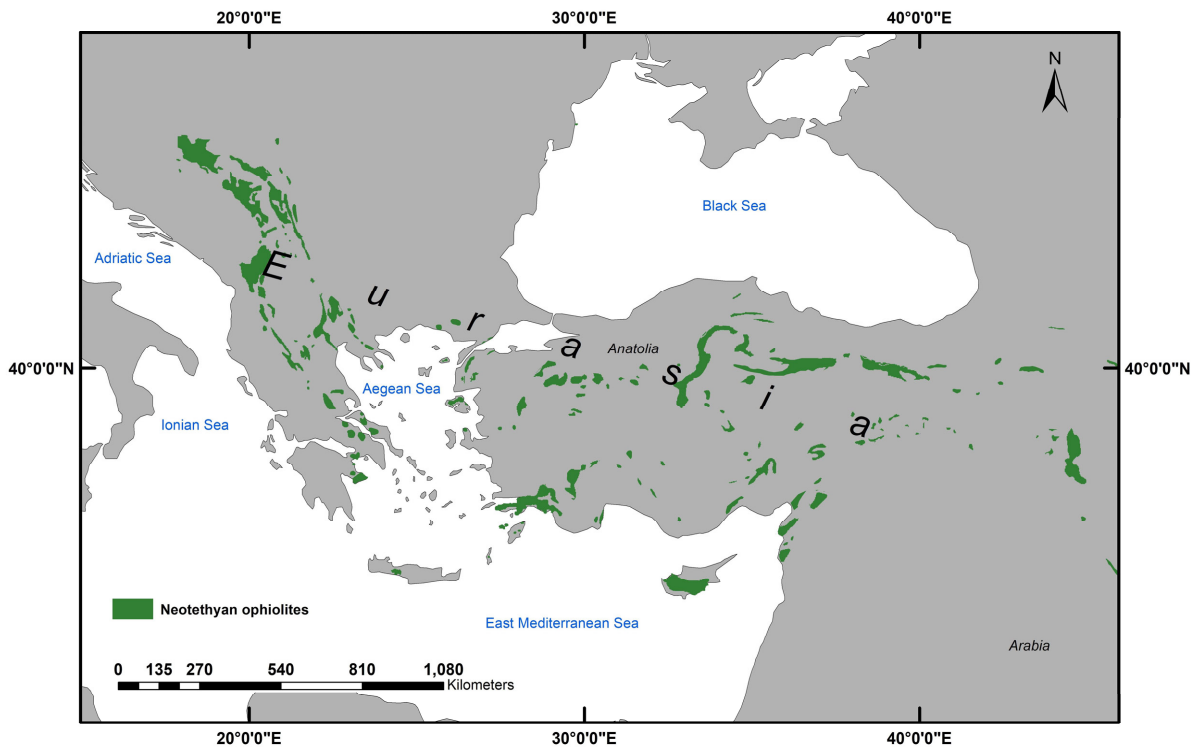 20°0'0"E 30°0'0"E 40°0'0"E
N
Black Sea
Adriatic Sea
E u r a s i a
Anatolia
40°0'0"N 40°0'0"N
Aegean Sea
Ionian Sea
Neotethyan ophiolites
East Mediterranean Sea
Arabia
0 135 270 540 810 1,080
Kilometers
20°0'0"E 30°0'0"E 40°0'0"E